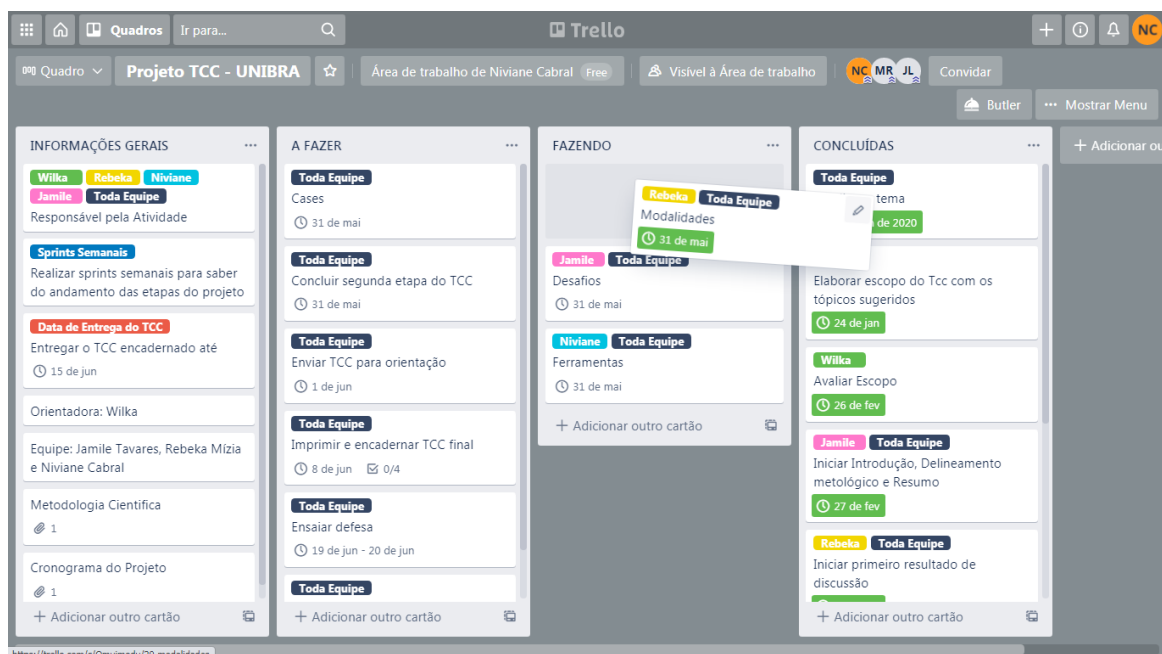 Quadros
Ir para...
Trello
NC
Quadro
Projeto TCC - UNIBRA
Área de trabalho de Niviane Cabral Free
Visível à Área de trabalho
NC MR JL
Convidar
Butler
Mostrar Menu
INFORMAÇÕES GERAIS
Wilka Rebeka Niviane
Jamile Toda Equipe
Responsável pela Atividade
Sprints Semanais
Realizar sprints semanais para saber
do andamento das etapas do projeto
Data de Entrega do TCC
Entregar o TCC encadernado até
15 de jun
Orientadora: Wilka
Equipe: Jamile Tavares, Rebeka Mízia
e Niviane Cabral
Metodologia Cientifica
1
Cronograma do Projeto
1
+ Adicionar outro cartão
A FAZER
Toda Equipe
Cases
31 de mai
Toda Equipe
Concluir segunda etapa do TCC
31 de mai
Toda Equipe
Enviar TCC para orientação
1 de jun
Toda Equipe
Imprimir e encadernar TCC final
8 de jun 0/4
Toda Equipe
Ensaiar defesa
19 de jun - 20 de jun
Toda Equipe
+ Adicionar outro cartão
FAZENDO
Rebeka Toda Equipe
Modalidades
31 de mai
Jamile Toda Equipe
Desafios
31 de mai
Niviane Toda Equipe
Ferramentas
31 de mai
+ Adicionar outro cartão
CONCLUÍDAS
Toda Equipe
tema
de 2020
Elaborar escopo do Tcc com os
tópicos sugeridos
24 de jan
Wilka
Avaliar Escopo
26 de fev
Jamile Toda Equipe
Iniciar Introdução, Delineamento
metológico e Resumo
27 de fev
Rebeka Toda Equipe
Iniciar primeiro resultado de
discussão
+ Adicionar outro cartão
+ Adicionar ou